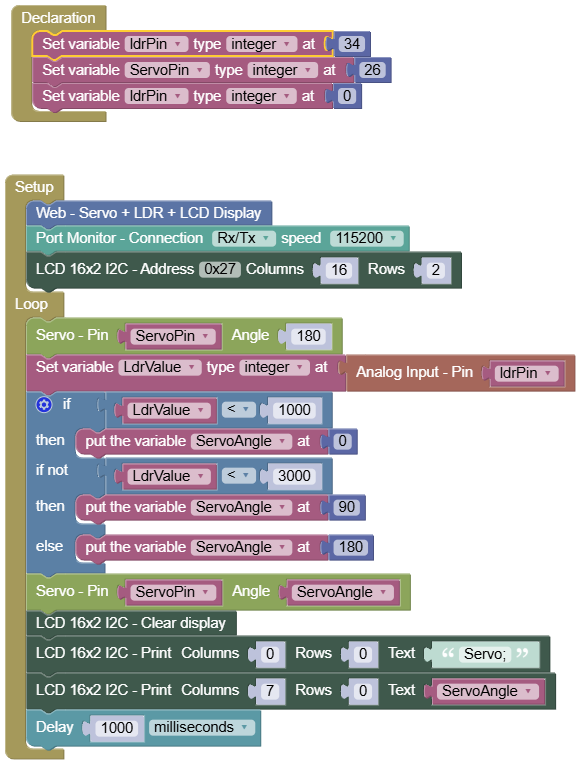 Declaration
Set variable ldrPin type integer at 34
Set variable ServoPin type integer at 26
Set variable ldrPin type integer at 0
Setup
Web - Servo + LDR + LCD Display
Port Monitor - Connection Rx/Tx speed 115200
LCD 16x2 I2C - Address 0x27 Columns 16 Rows 2
Loop
Servo - Pin ServoPin Angle 180
Set variable LdrValue type integer at Analog Input - Pin ldrPin
if LdrValue < 1000
then put the variable ServoAngle at 0
if not LdrValue < 3000
then put the variable ServoAngle at 90
else put the variable ServoAngle at 180
Servo - Pin ServoPin Angle ServoAngle
LCD 16x2 I2C - Clear display
LCD 16x2 I2C - Print Columns 0 Rows 0 Text “ Servo; ”
LCD 16x2 I2C - Print Columns 7 Rows 0 Text ServoAngle
Delay 1000 milliseconds